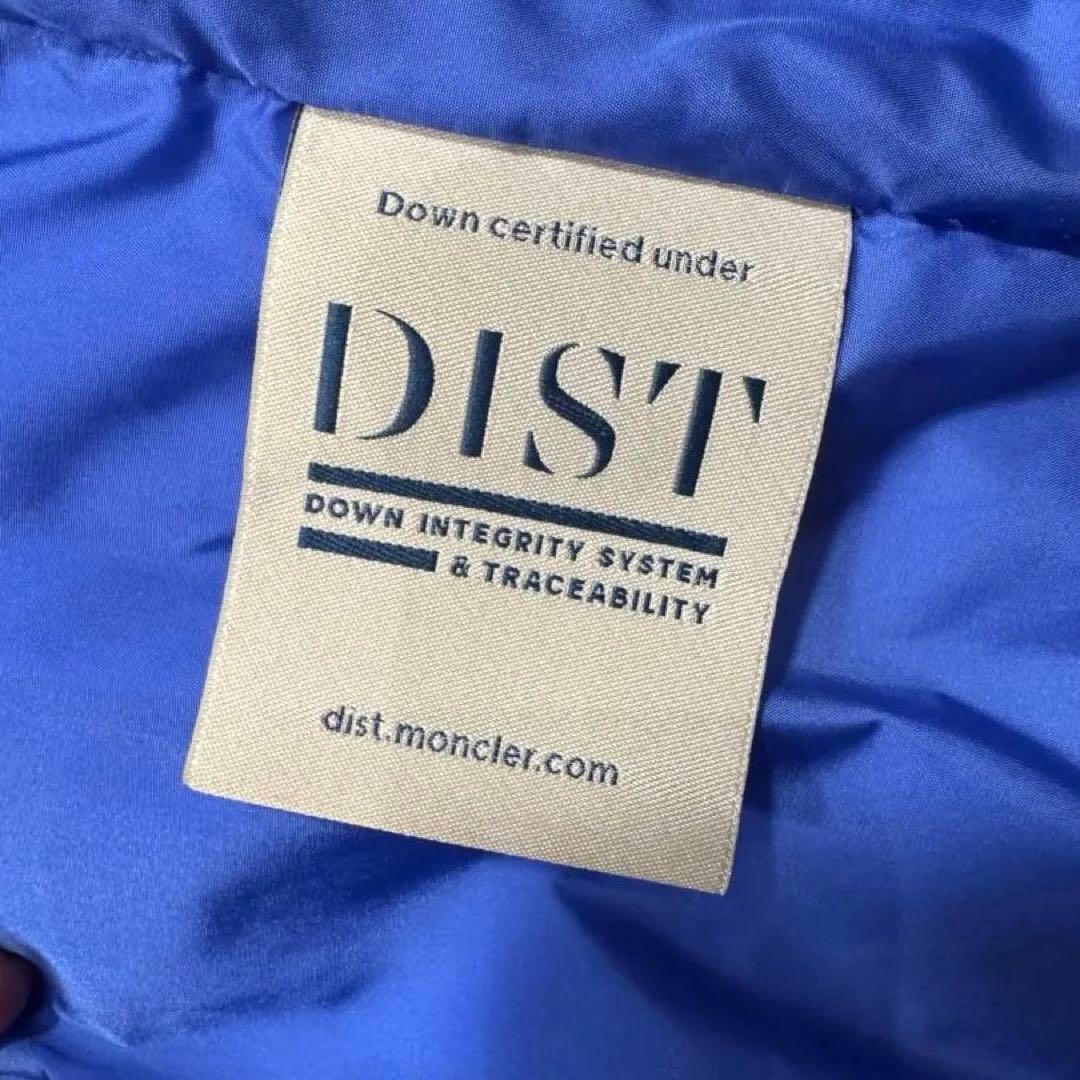 Down certified under
DIST
DOWN INTEGRITY SYSTEM
& TRACEABILITY
dist.moncler.com